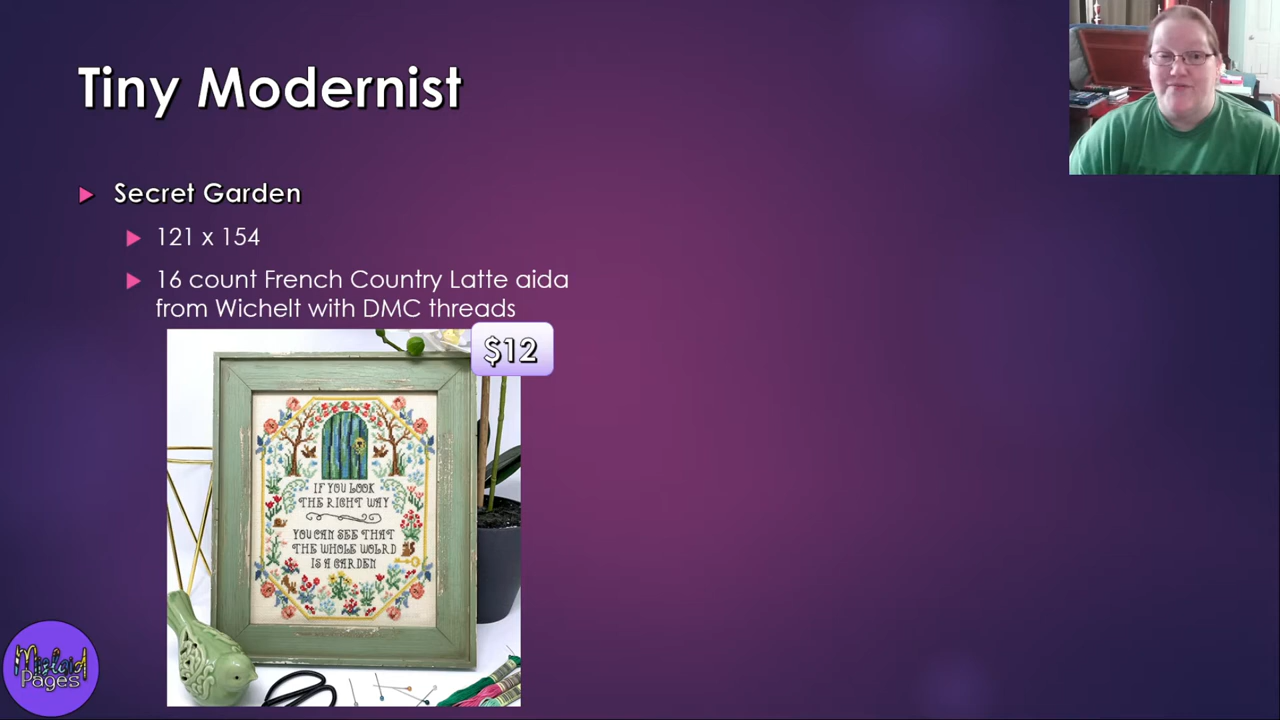 Tiny Modernist
Secret Garden
121 x 154
16 count French Country Latte aida
from Wichelt with DMC threads
$12
IF YOU LOOK
THE RIGHT WAY
YOU CAN SEE THAT
THE WHOLE WOLRD
IS A GARDEN
Pages